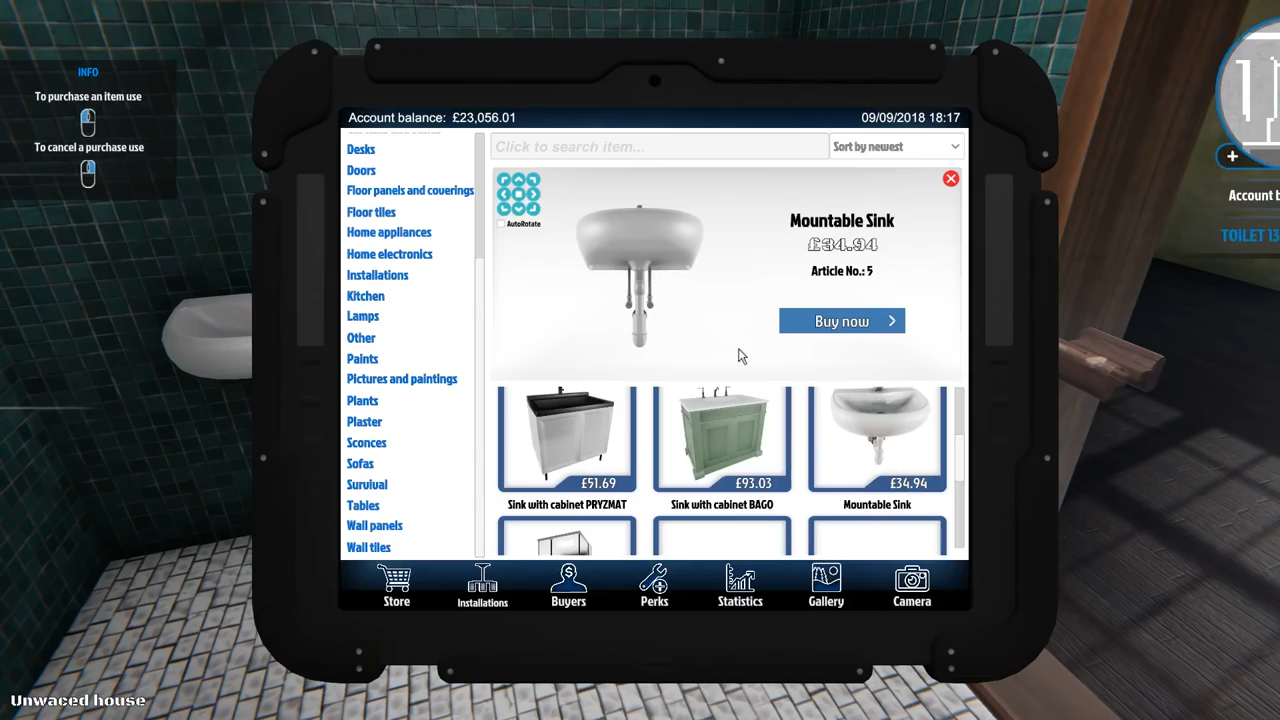 INFO
To purchase an item use
To cancel a purchase use
Account balance: £23,056.01
09/09/2018 18:17
Desks
Doors
Floor panels and coverings
Floor tiles
Home appliances
Home electronics
Installations
Kitchen
Lamps
Other
Paints
Pictures and paintings
Plants
Plaster
Sconces
Sofas
Survival
Tables
Wall panels
Wall tiles
Click to search item...
Sort by newest
AutoRotate
Mountable Sink
£34.94
Article No.: 5
Buy now
£51.69
£93.03
£34.94
Sink with cabinet PRYZMAT
Sink with cabinet BAGO
Mountable Sink
Store
Installations
Buyers
Perks
Statistics
Gallery
Camera
Account b
TOILET 13
Unwaced house